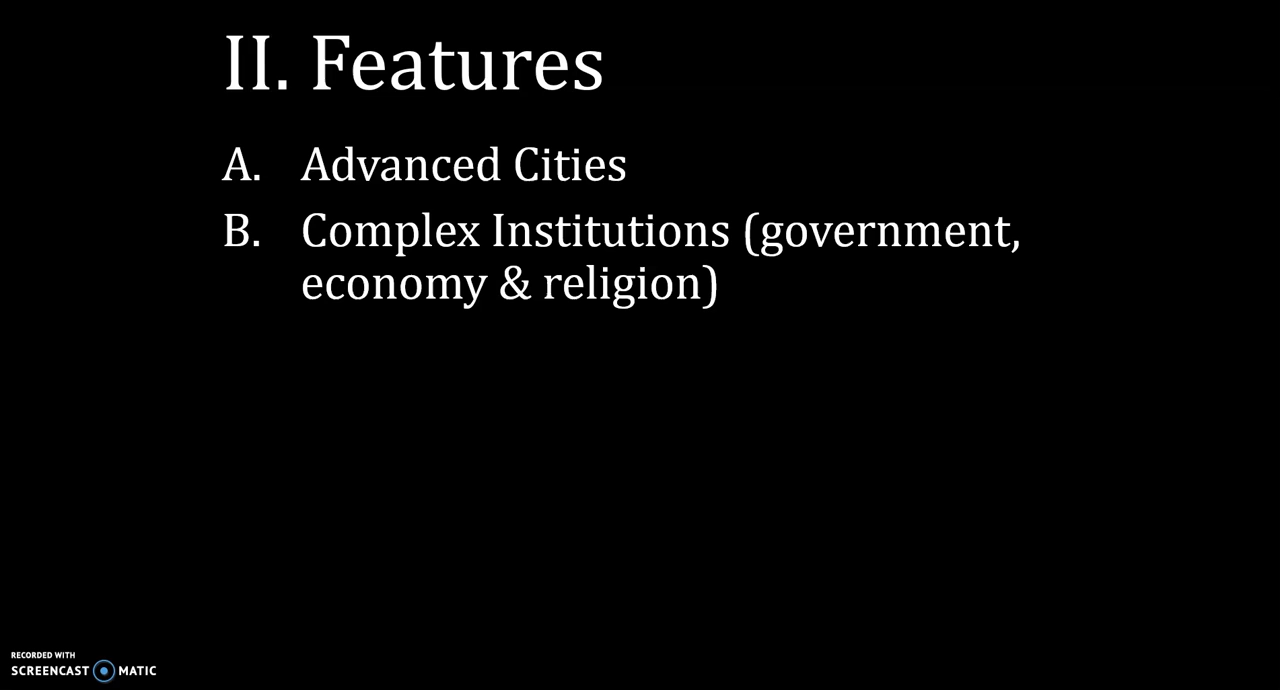 II. Features
A. Advanced Cities
B. Complex Institutions (government,
economy & religion)
RECORDED WITH
SCREENCAST MATIC